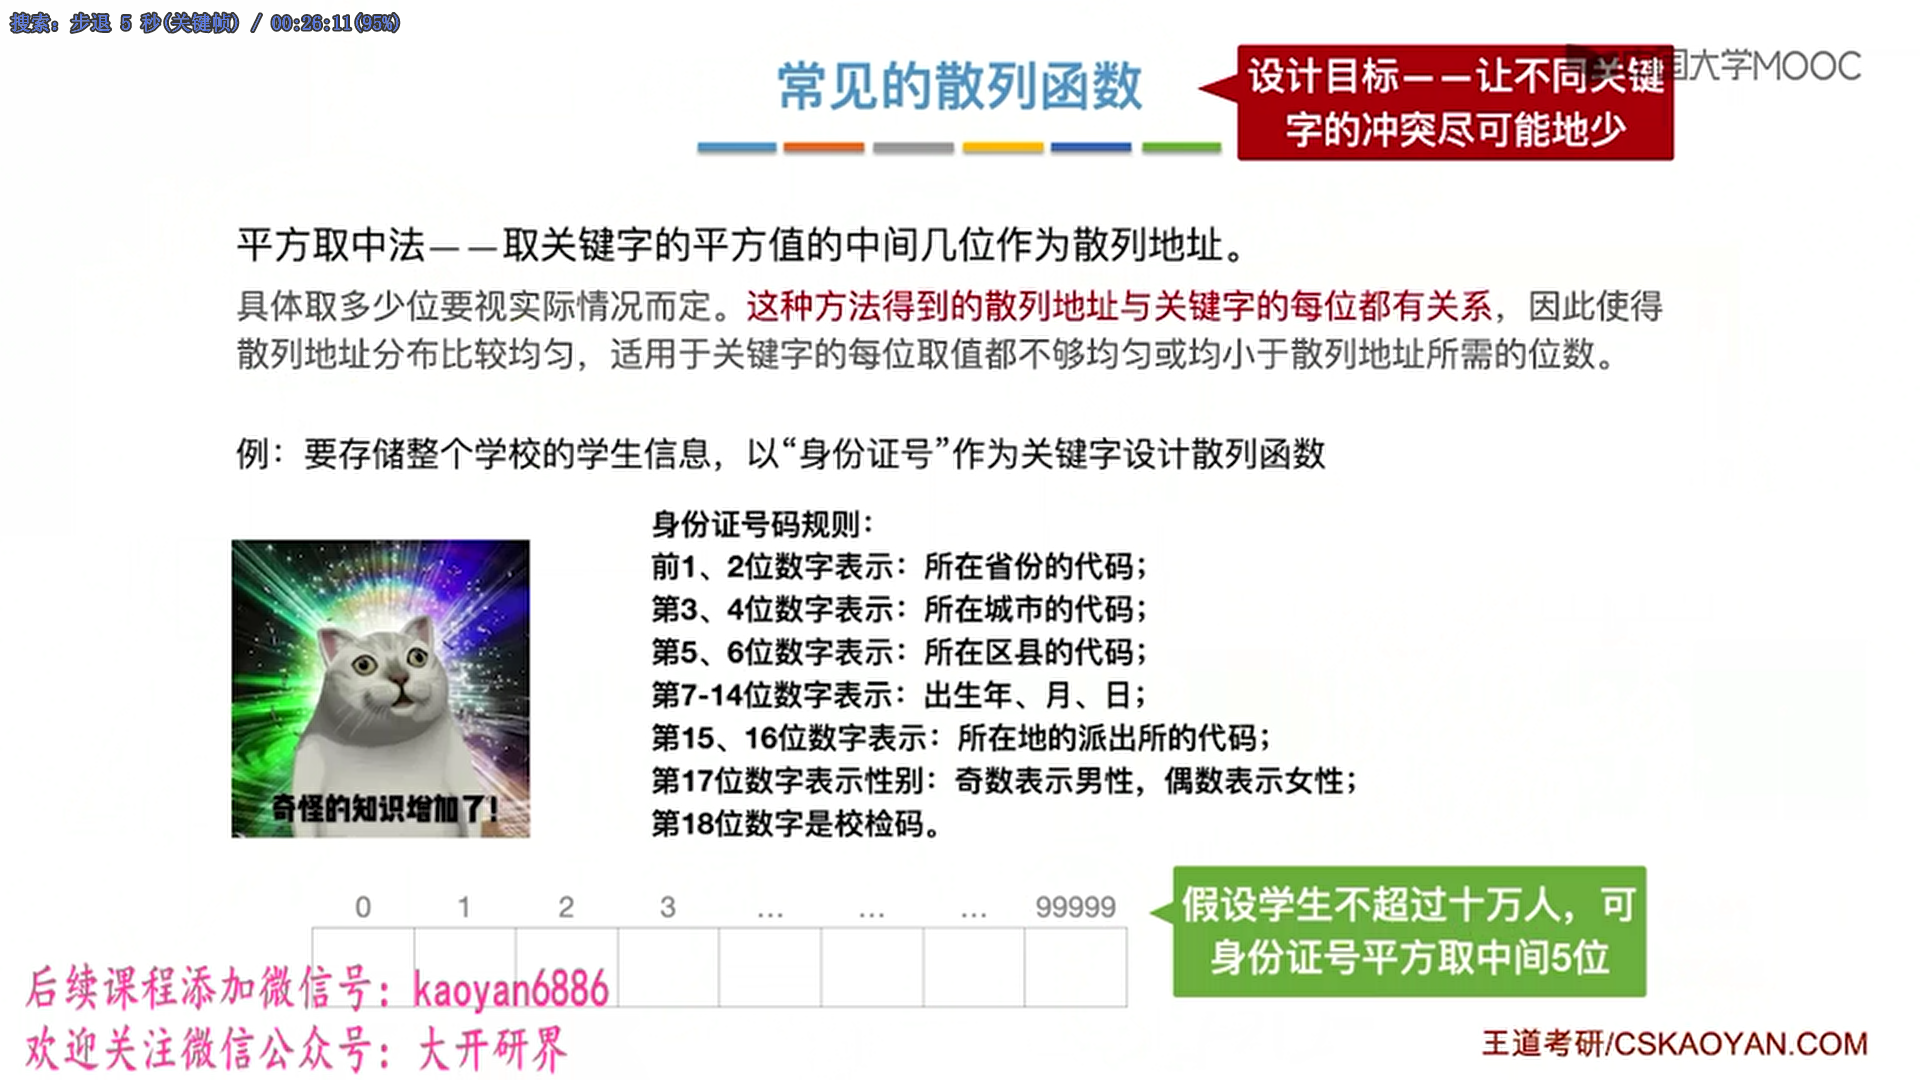 搜索: 步退 5 秒(关键帧) / 00:26:11(95%)
常见的散列函数
设计目标——让不同关键
字的冲突尽可能地少
国大学MOOC
平方取中法——取关键字的平方值的中间几位作为散列地址。
具体取多少位要视实际情况而定。这种方法得到的散列地址与关键字的每位都有关系，因此使得
散列地址分布比较均匀，适用于关键字的每位取值都不够均匀或均小于散列地址所需的位数。
例：要存储整个学校的学生信息，以“身份证号”作为关键字设计散列函数
身份证号码规则：
前1、2位数字表示：所在省份的代码；
第3、4位数字表示：所在城市的代码；
第5、6位数字表示：所在区县的代码；
第7-14位数字表示：出生年、月、日；
第15、16位数字表示：所在地的派出所的代码；
第17位数字表示性别：奇数表示男性，偶数表示女性；
第18位数字是校检码。
奇怪的知识增加了!
0 1 2 3 ... ... ... 99999
假设学生不超过十万人，可
身份证号平方取中间5位
后续课程添加微信号：kaoyan6886
欢迎关注微信公众号：大开研界
王道考研/CSKAOYAN.COM